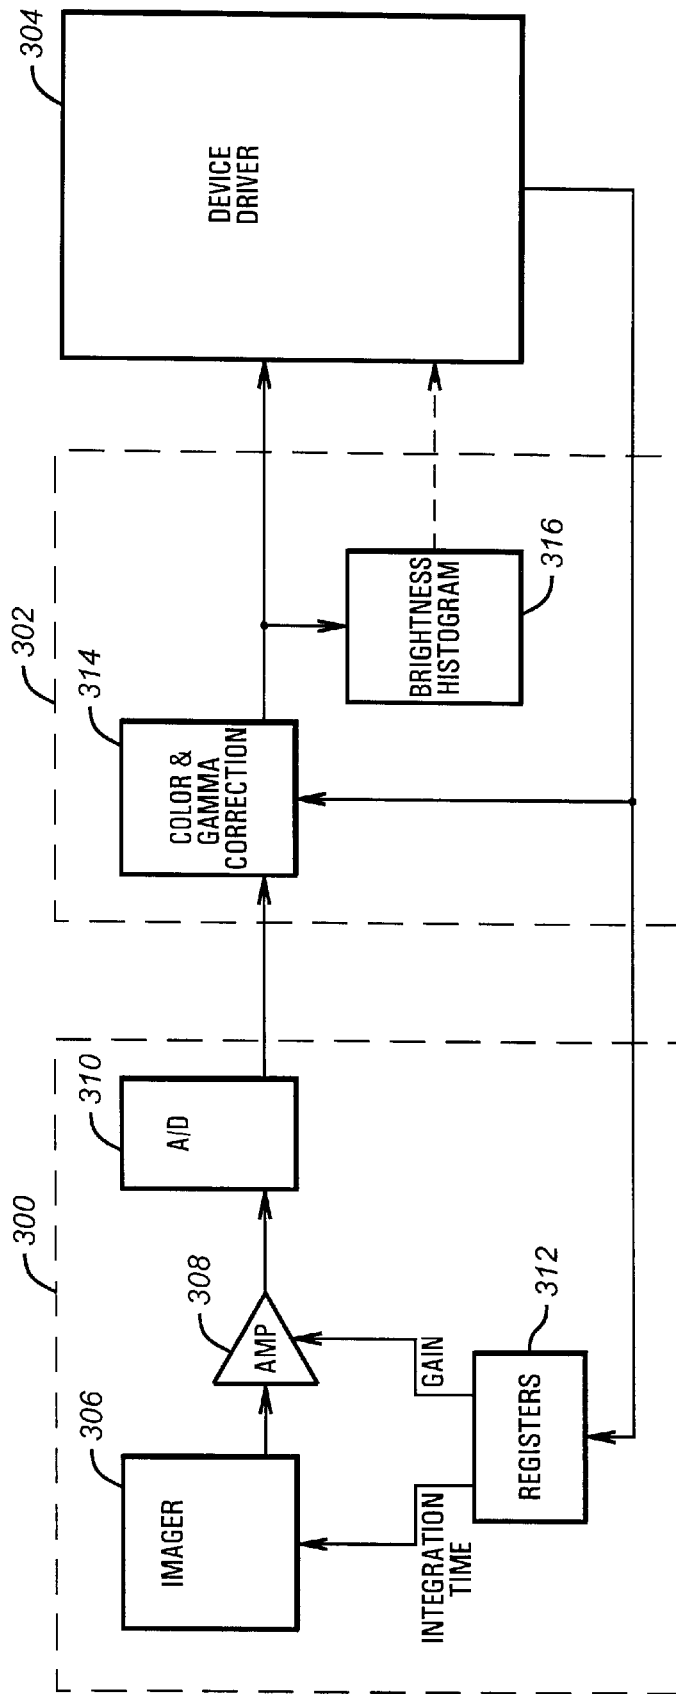 300
302
304
306
IMAGER
308
AMP
310
A/D
314
COLOR &
GAMMA
CORRECTION
DEVICE
DRIVER
INTEGRATION
TIME
GAIN
REGISTERS
312
BRIGHTNESS
HISTOGRAM
316